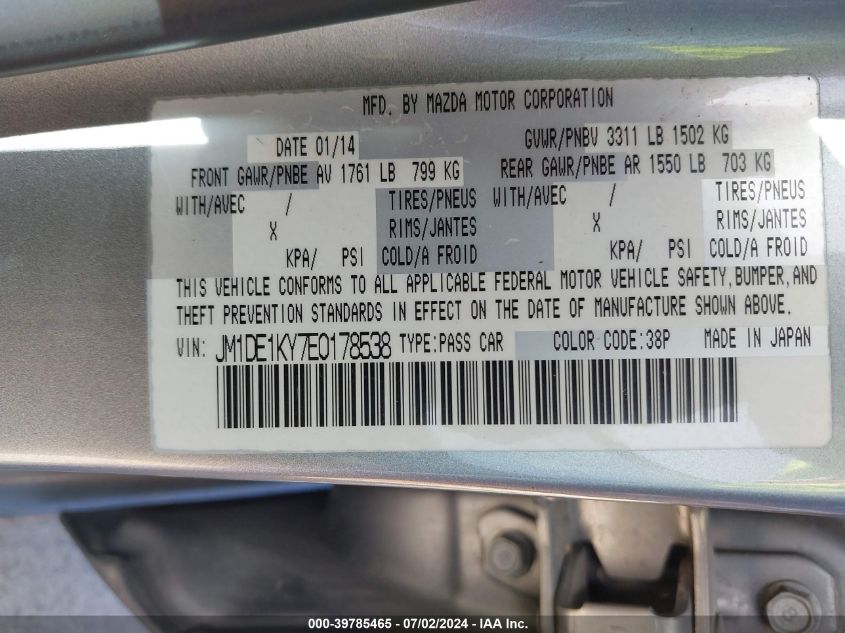 MFD. BY MAZDA MOTOR CORPORATION
DATE 01/14 GVWR/PNBV 3311 LB 1502 KG
FRONT GAWR/PNBE AV 1761 LB 799 KG REAR GAWR/PNBE AR 1550 LB 703 KG
WITH/AVEC / TIRES/PNEUS WITH/AVEC / TIRES/PNEUS
X RIMS/JANTES X RIMS/JANTES
KPA/ PSI COLD/A FROID KPA/ PSI COLD/A FROID
THIS VEHICLE CONFORMS TO ALL APPLICABLE FEDERAL MOTOR VEHICLE SAFETY,BUMPER,AND
THEFT PREVENTION STANDARDS IN EFFECT ON THE DATE OF MANUFACTURE SHOWN ABOVE.
VIN: JM1DE1KY7E0178538 TYPE:PASS CAR COLOR CODE:38P MADE IN JAPAN
000-39785465 - 07/02/2024 - IAA Inc.